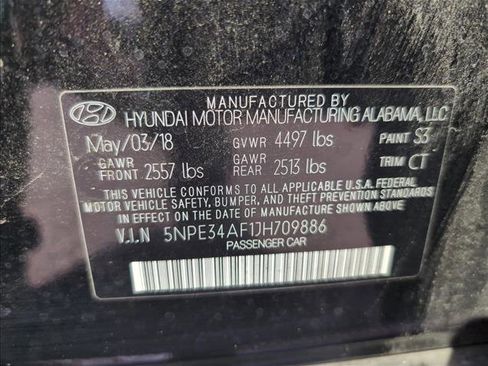 MANUFACTURED BY
HYUNDAI MOTOR MANUFACTURING ALABAMA, LLC
May/03/18 GVWR 4497 lbs PAINT S3
GAWR FRONT 2557 lbs GAWR REAR 2513 lbs TRIM CT
THIS VEHICLE CONFORMS TO ALL APPLICABLE U.S.A. FEDERAL
MOTOR VEHICLE SAFETY, BUMPER, AND THEFT PREVENTION
STANDARDS IN EFFECT ON THE DATE OF MANUFACTURE SHOWN ABOVE.
V.I.N 5NPE34AF1JH709886
PASSENGER CAR